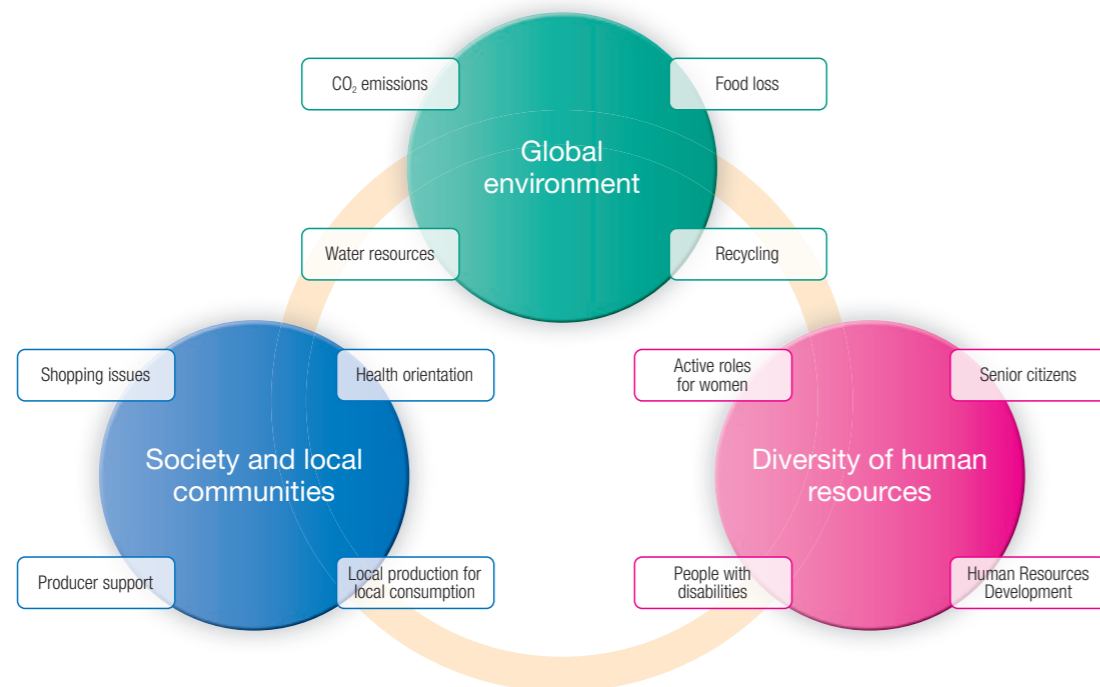 CO₂ emissions
Food loss
Global
environment
Water resources
Recycling
Shopping issues
Health orientation
Society and local
communities
Producer support
Local production for
local consumption
Active roles
for women
Senior citizens
Diversity of human
resources
People with
disabilities
Human Resources
Development